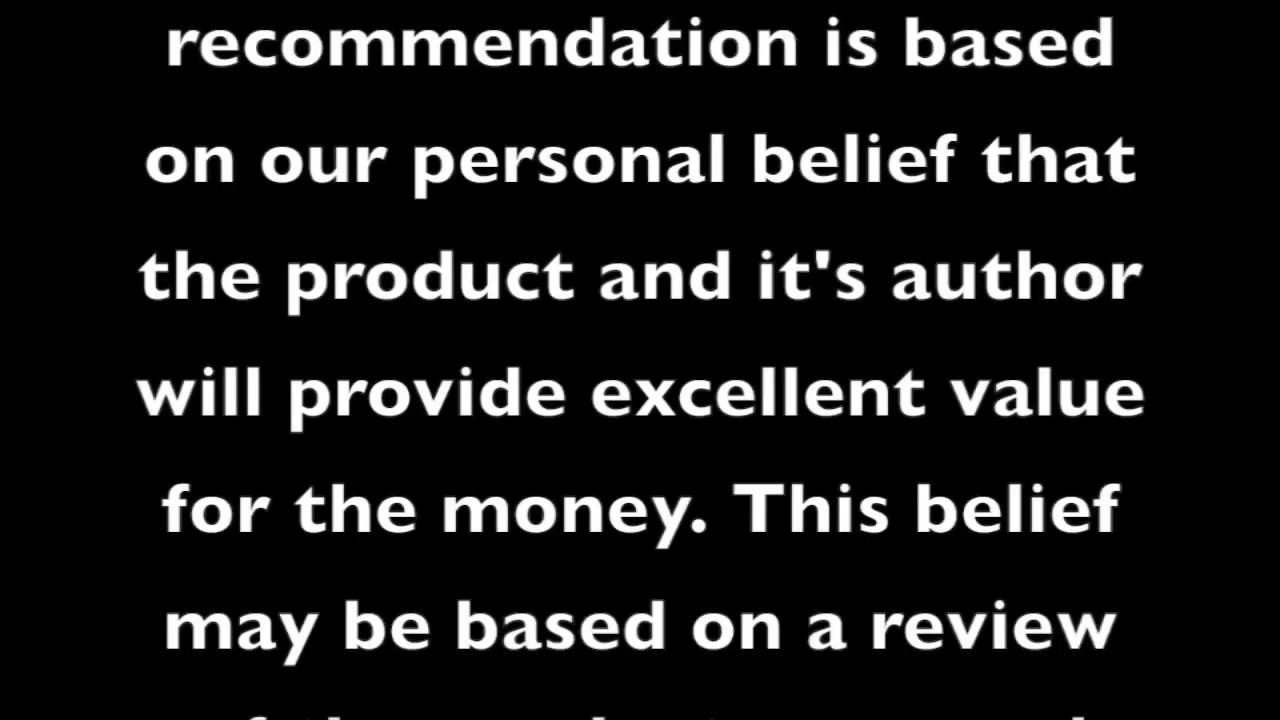 recommendation is based
on our personal belief that
the product and it's author
will provide excellent value
for the money. This belief
may be based on a review